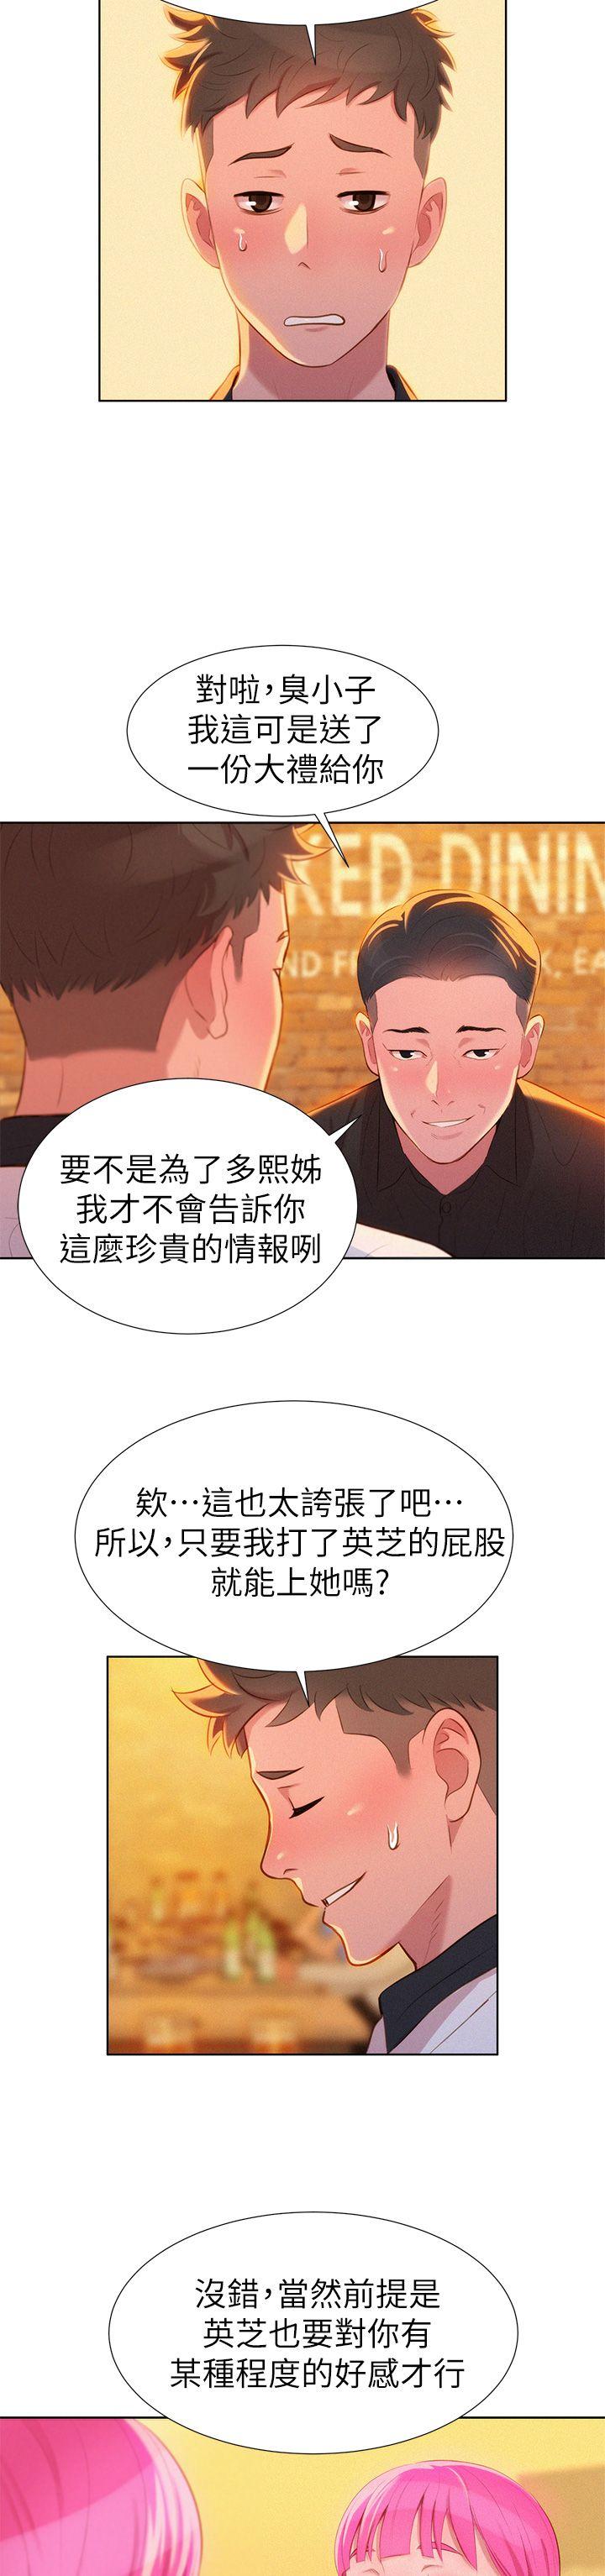 對啦，臭小子
我這可是送了
一份大禮給你
KED DINING
ND F
K, EA
要不是為了多熙姊
我才不會告訴你
這麼珍貴的情報咧
欸⋯這也太誇張了吧⋯
所以，只要我打了英芝的屁股
就能上她嗎?
沒錯，當然前提是
英芝也要對你有
某種程度的好感才行